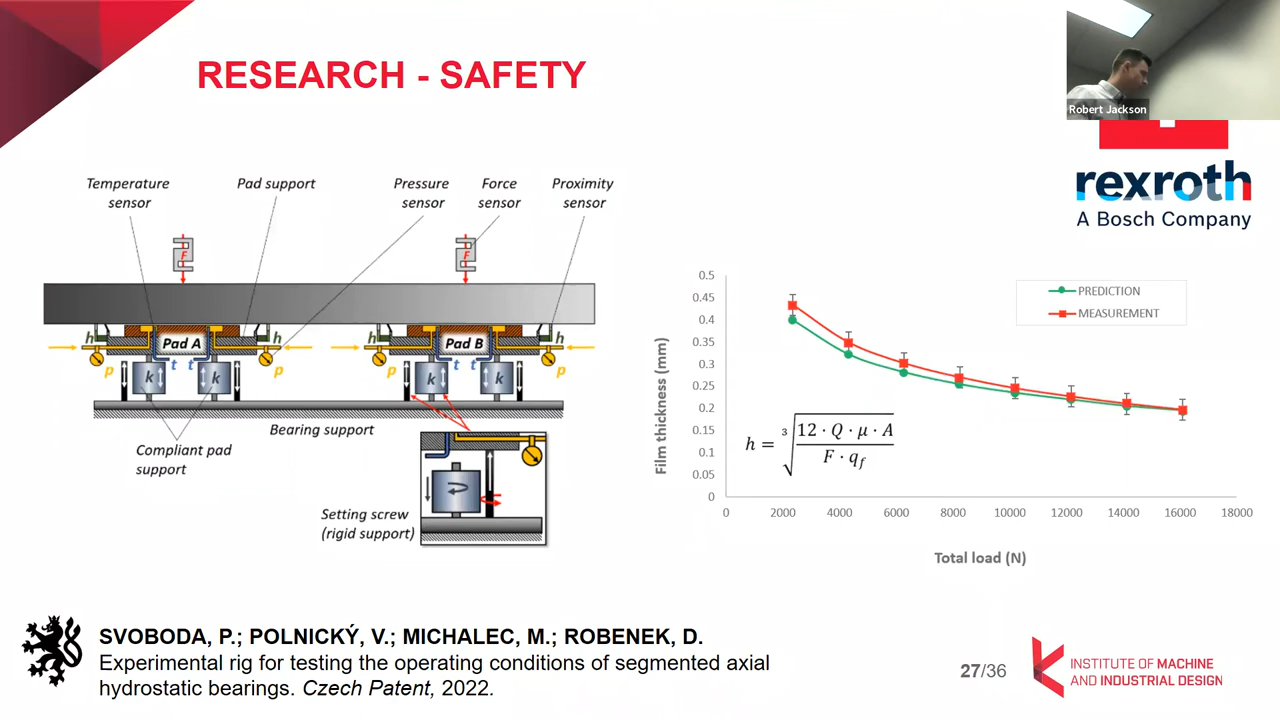 RESEARCH - SAFETY
Robert Jackson
rexroth
A Bosch Company
Temperature
sensor
Pad support
Pressure
sensor
Force
sensor
Proximity
sensor
F
F
h
Pad A
h
h
Pad B
h
p
t
t
p
p
t
t
p
k
k
k
k
Bearing support
Compliant pad
support
Setting screw
(rigid support)
0.5
0.45
0.4
0.35
0.3
0.25
0.2
0.15
0.1
0.05
0
Film thickness (mm)
PREDICTION
MEASUREMENT
h = ∛(12 · Q · μ · A / F · q_f)
0 2000 4000 6000 8000 10000 12000 14000 16000 18000
Total load (N)
SVOBODA, P.; POLNICKÝ, V.; MICHALEC, M.; ROBENEK, D.
Experimental rig for testing the operating conditions of segmented axial
hydrostatic bearings. Czech Patent, 2022.
27/36
INSTITUTE OF MACHINE
AND INDUSTRIAL DESIGN